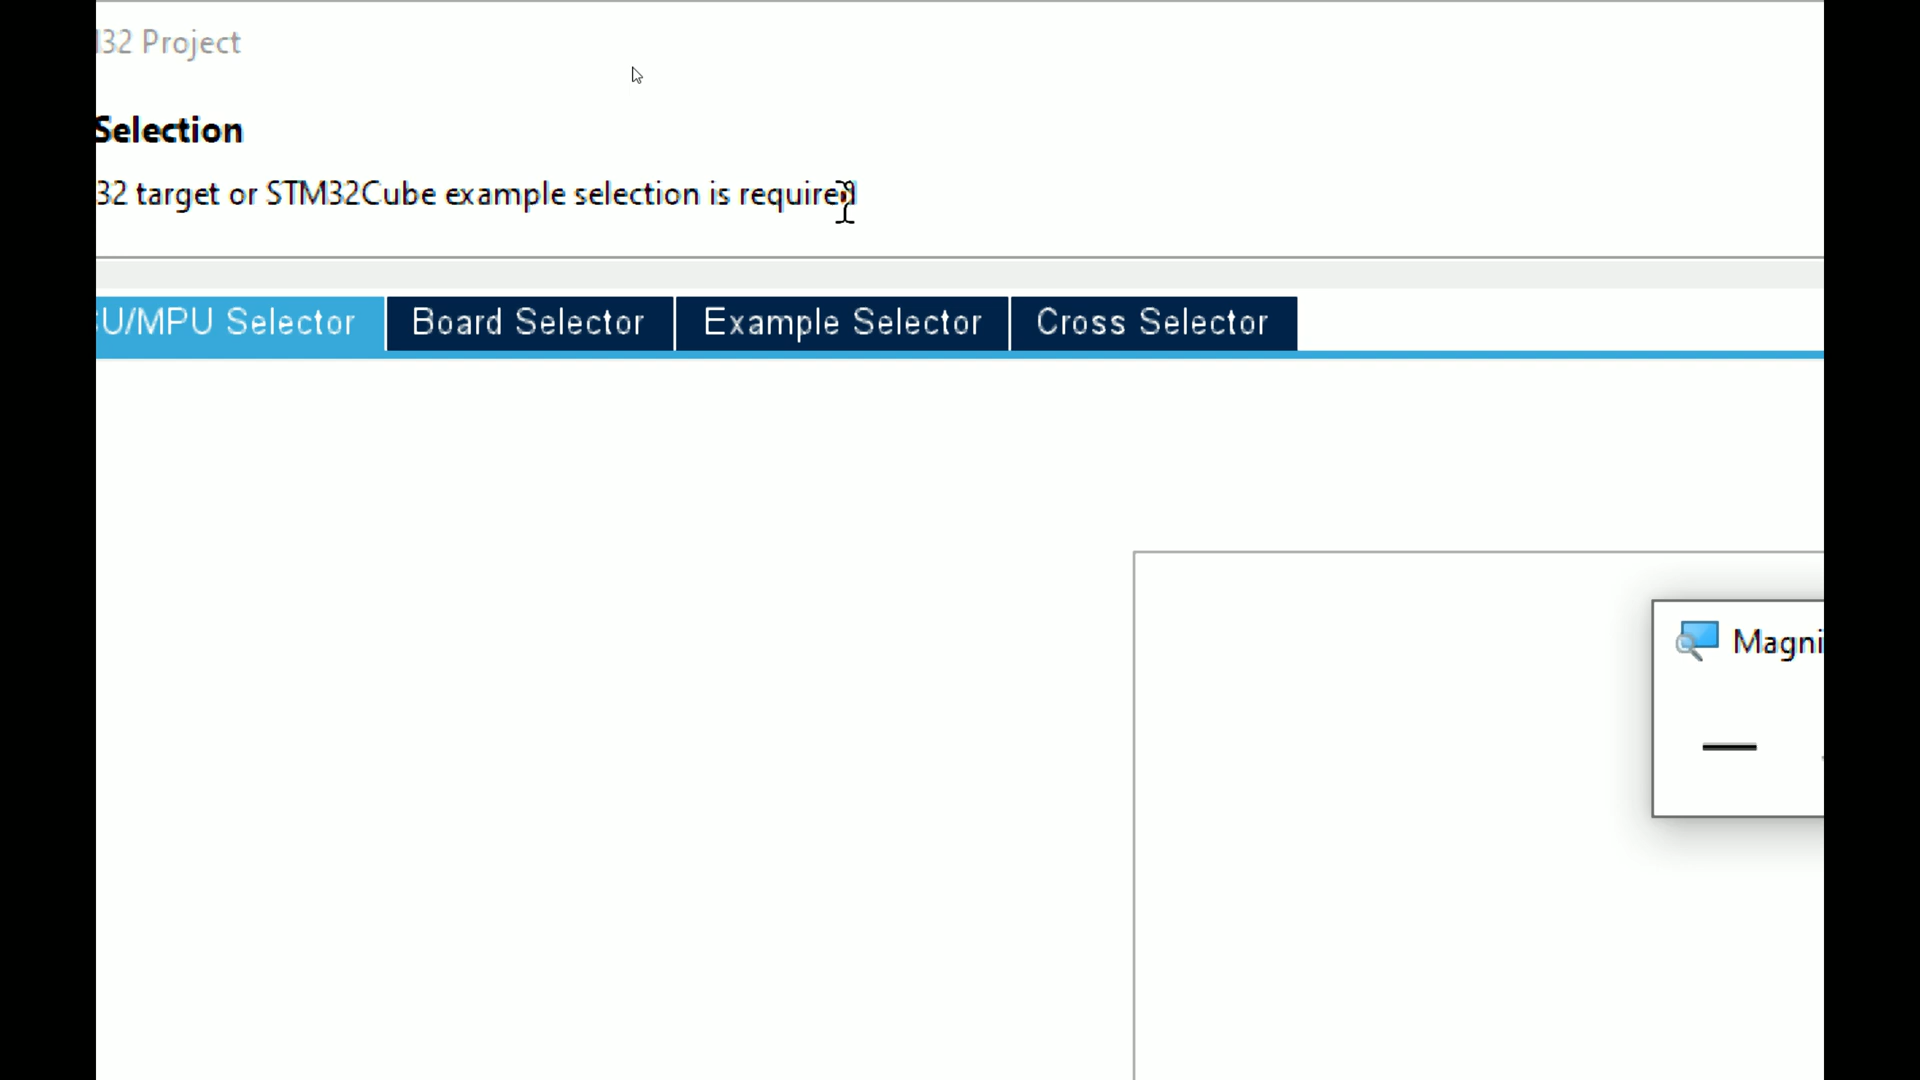 32 Project
Selection
32 target or STM32Cube example selection is required
U/MPU Selector
Board Selector
Example Selector
Cross Selector
Magni